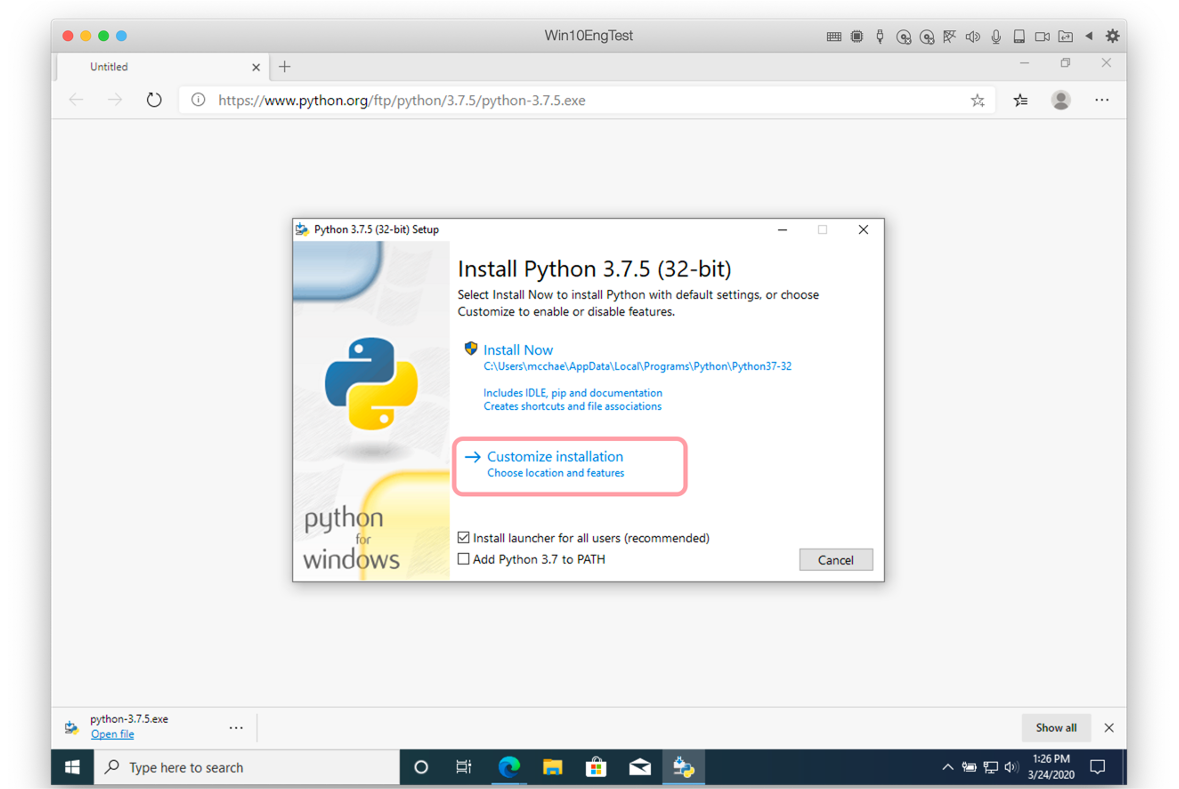 Win10EngTest
Untitled
https://www.python.org/ftp/python/3.7.5/python-3.7.5.exe
Python 3.7.5 (32-bit) Setup
Install Python 3.7.5 (32-bit)
Select Install Now to install Python with default settings, or choose
Customize to enable or disable features.
Install Now
C:\Users\mcchae\AppData\Local\Programs\Python\Python37-32
Includes IDLE, pip and documentation
Creates shortcuts and file associations
Customize installation
Choose location and features
python
for
windows
Install launcher for all users (recommended)
Add Python 3.7 to PATH
Cancel
python-3.7.5.exe
Open file
Show all
Type here to search
1:26 PM
3/24/2020